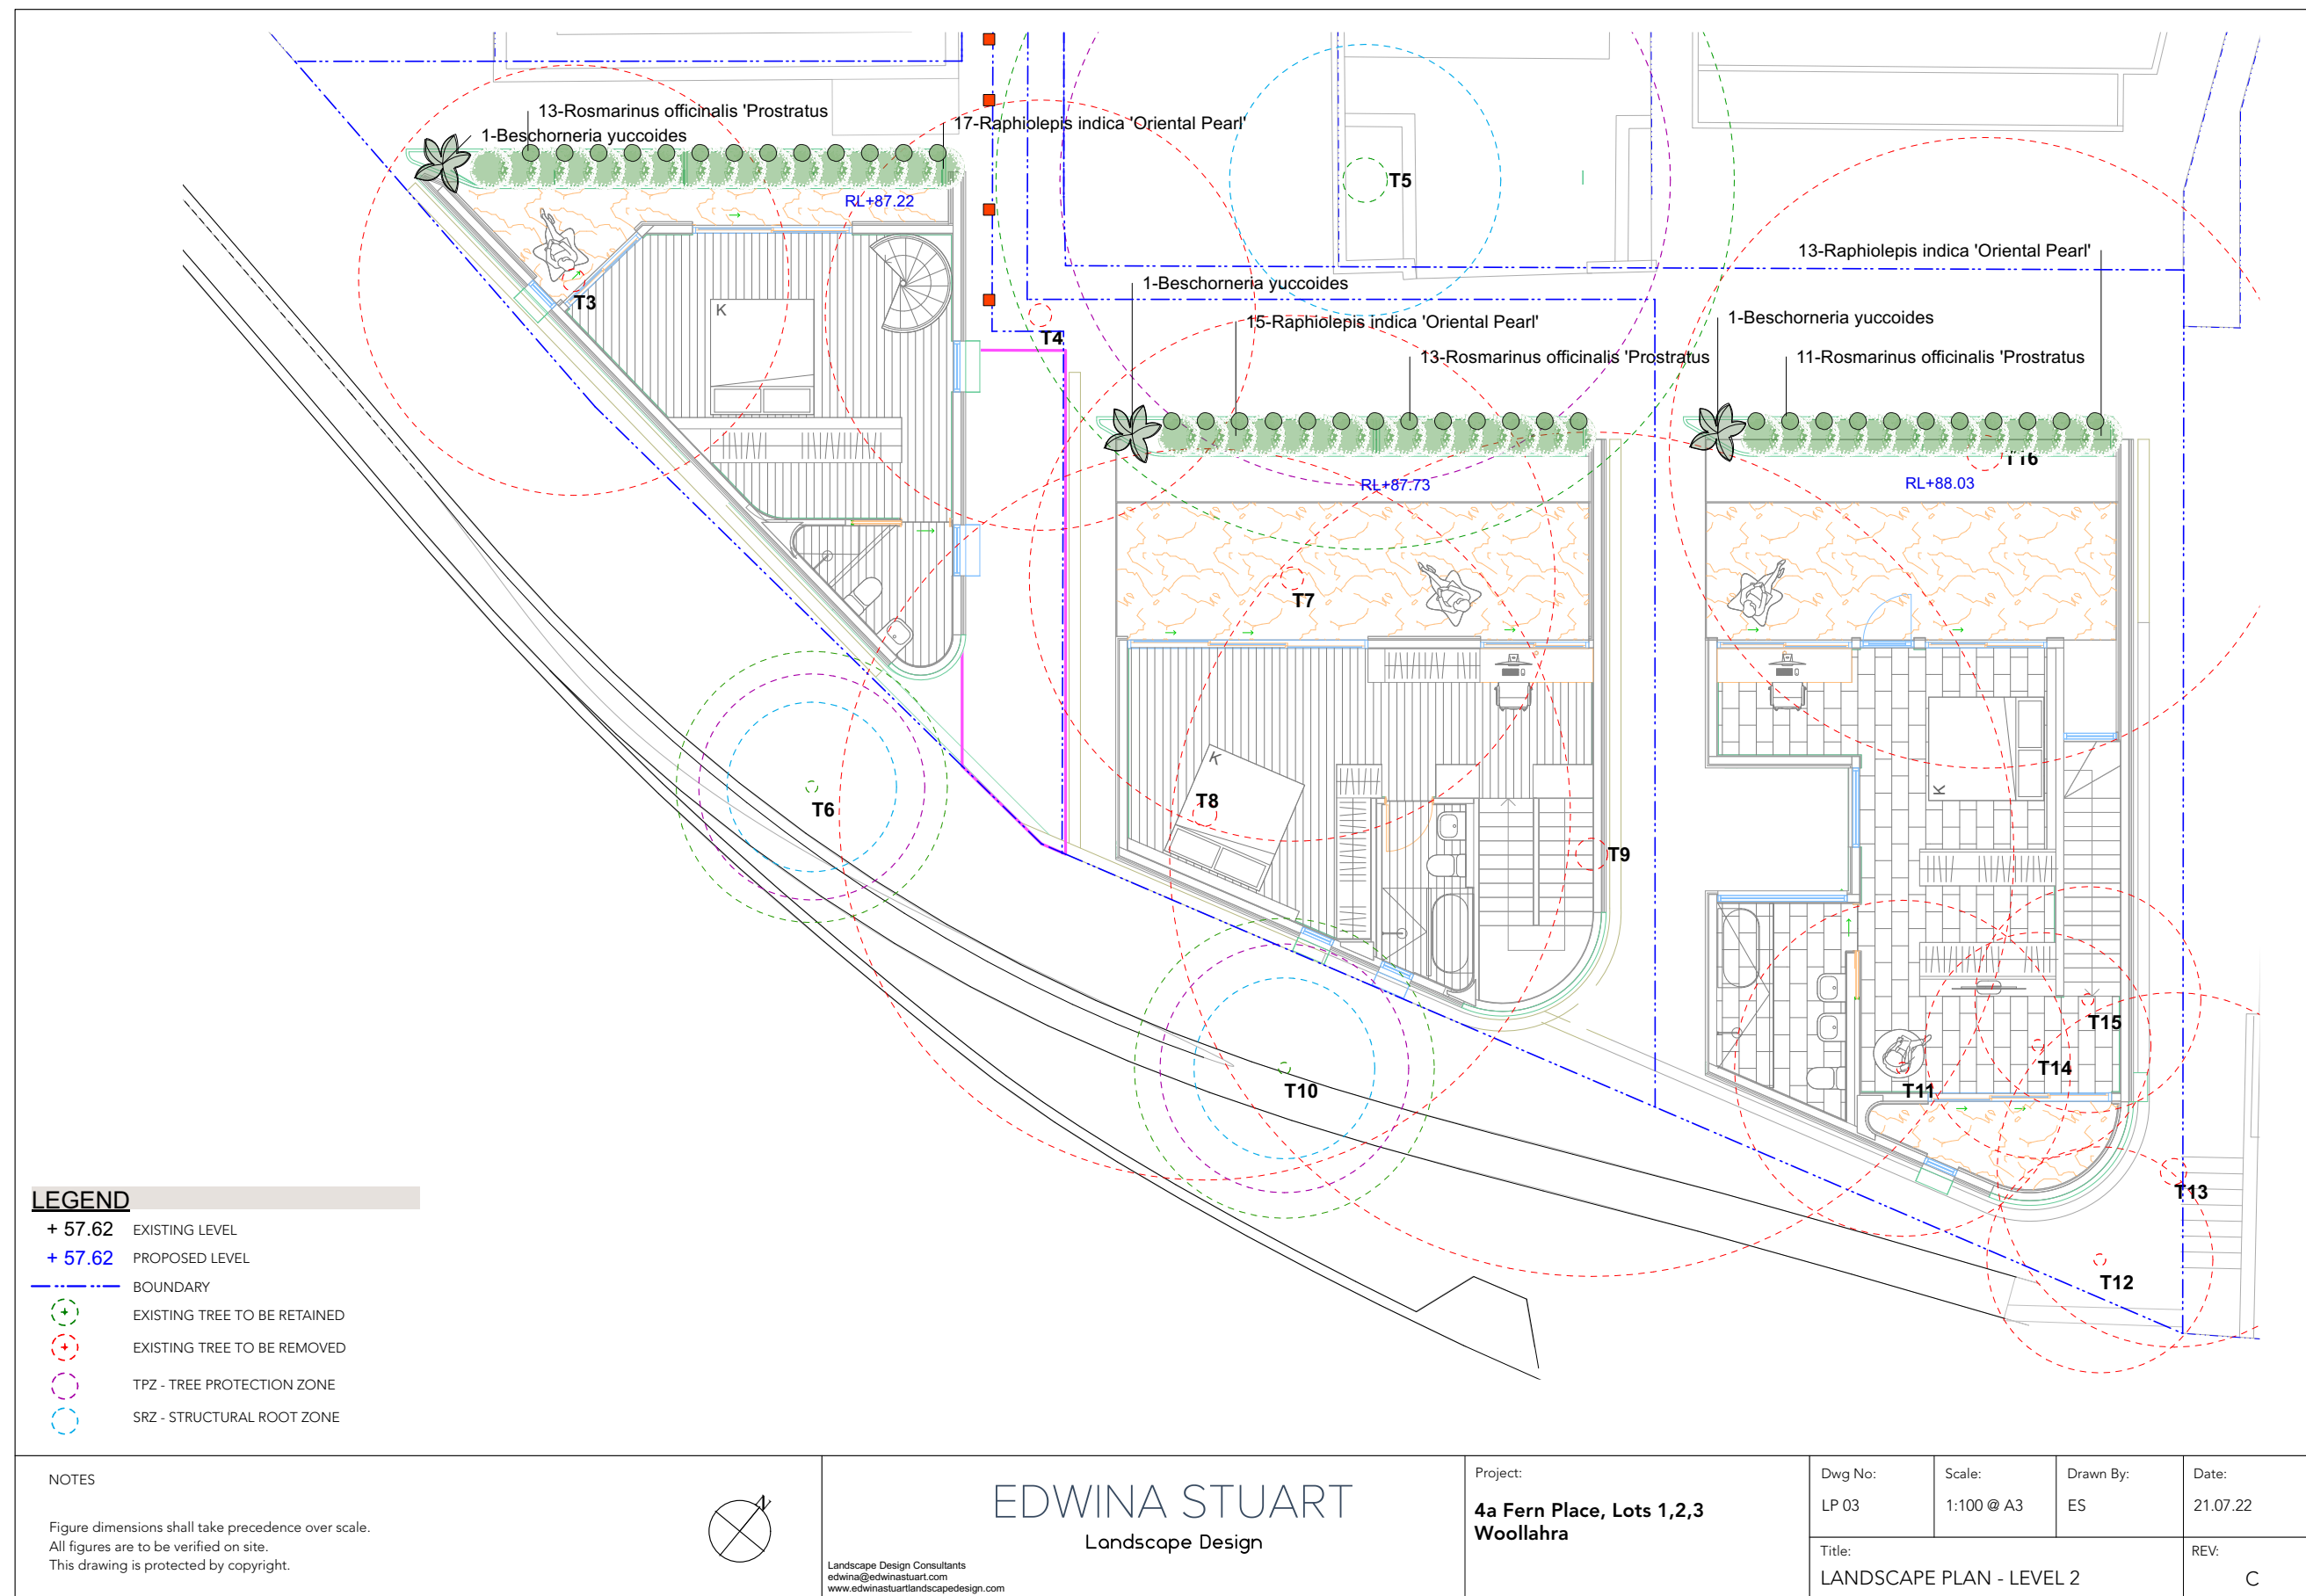 13-Rosmarinus officinalis 'Prostratus
1-Beschorneria yuccoides
17-Raphiolepis indica 'Oriental Pearl'
RL+87.22
T5
T3
K
T4
13-Raphiolepis indica 'Oriental Pearl'
1-Beschorneria yuccoides
15-Raphiolepis indica 'Oriental Pearl'
13-Rosmarinus officinalis 'Prostratus
1-Beschorneria yuccoides
11-Rosmarinus officinalis 'Prostratus
T16
RL+87.73
RL+88.03
T7
K
T8
T6
T9
K
T10
T15
T14
T11
T13
T12
LEGEND
+ 57.62 EXISTING LEVEL
+ 57.62 PROPOSED LEVEL
BOUNDARY
EXISTING TREE TO BE RETAINED
EXISTING TREE TO BE REMOVED
TPZ - TREE PROTECTION ZONE
SRZ - STRUCTURAL ROOT ZONE
NOTES
Figure dimensions shall take precedence over scale.
All figures are to be verified on site.
This drawing is protected by copyright.
N
EDWINA STUART
Landscape Design
Landscape Design Consultants
edwina@edwinastuart.com
www.edwinastuartlandscapedesign.com
Project:
4a Fern Place, Lots 1,2,3
Woollahra
Dwg No:
LP 03
Scale:
1:100 @ A3
Drawn By:
ES
Date:
21.07.22
Title:
LANDSCAPE PLAN - LEVEL 2
REV:
C